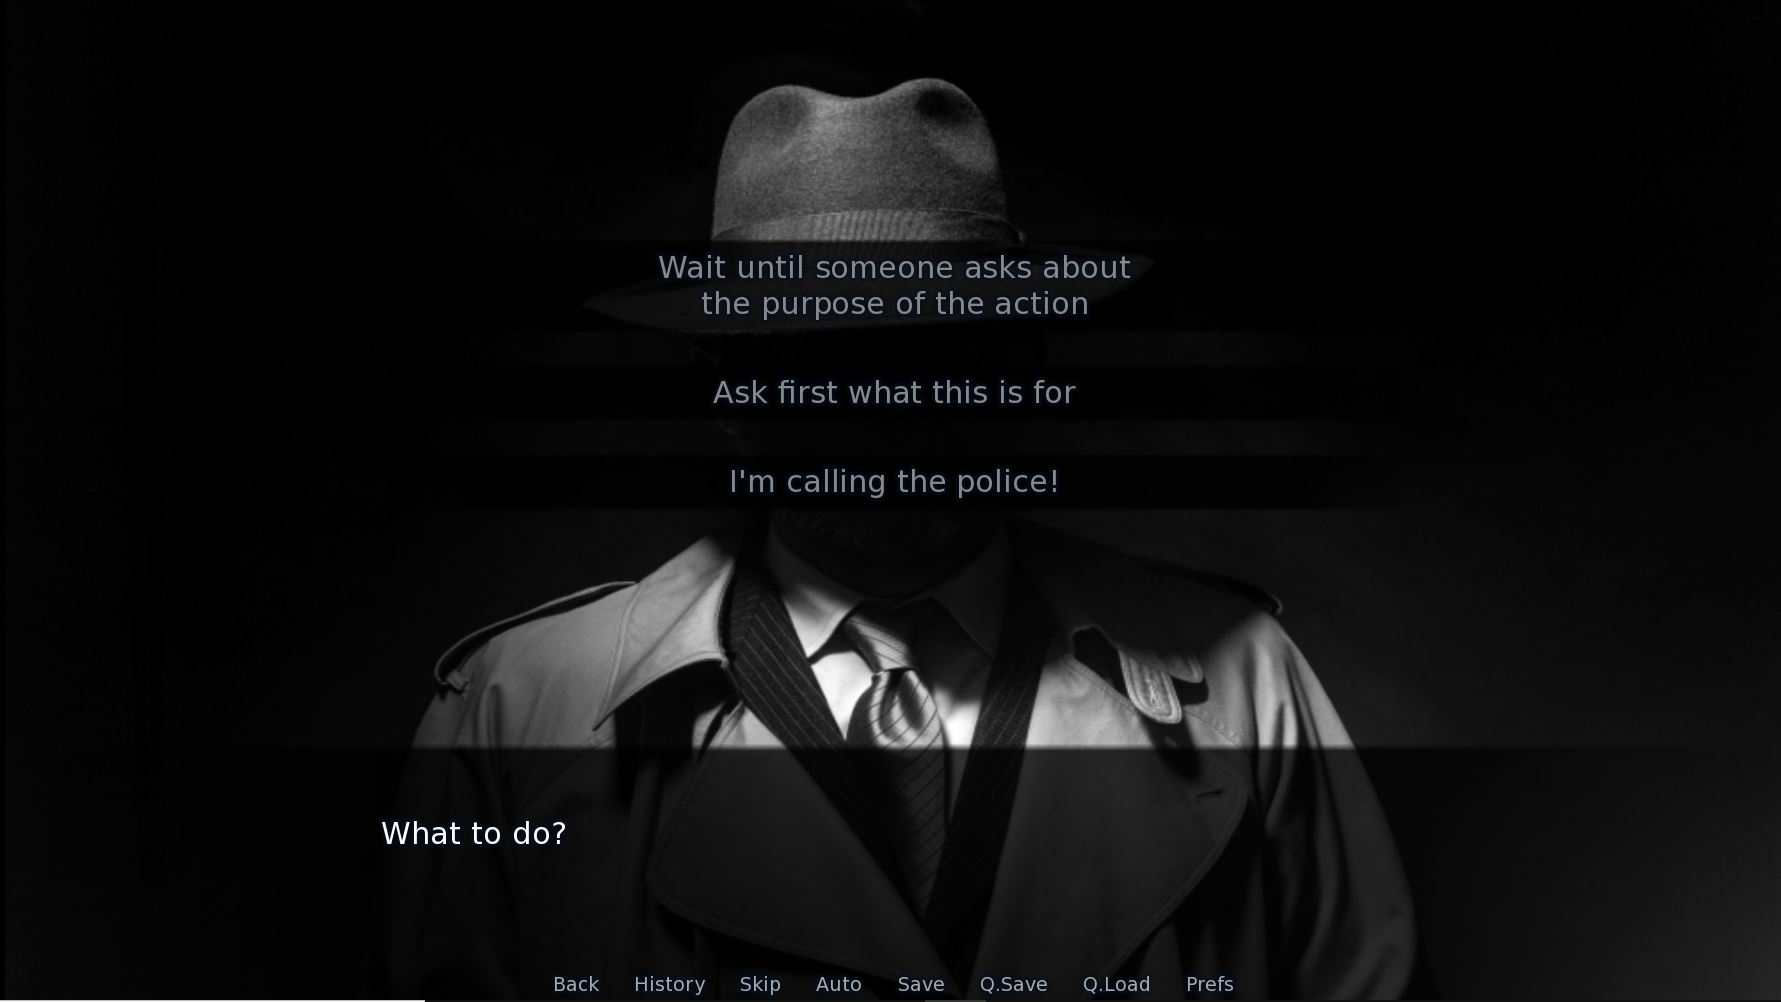 Wait until someone asks about
the purpose of the action
Ask first what this is for
I'm calling the police!
What to do?
Back History Skip Auto Save Q.Save Q.Load Prefs